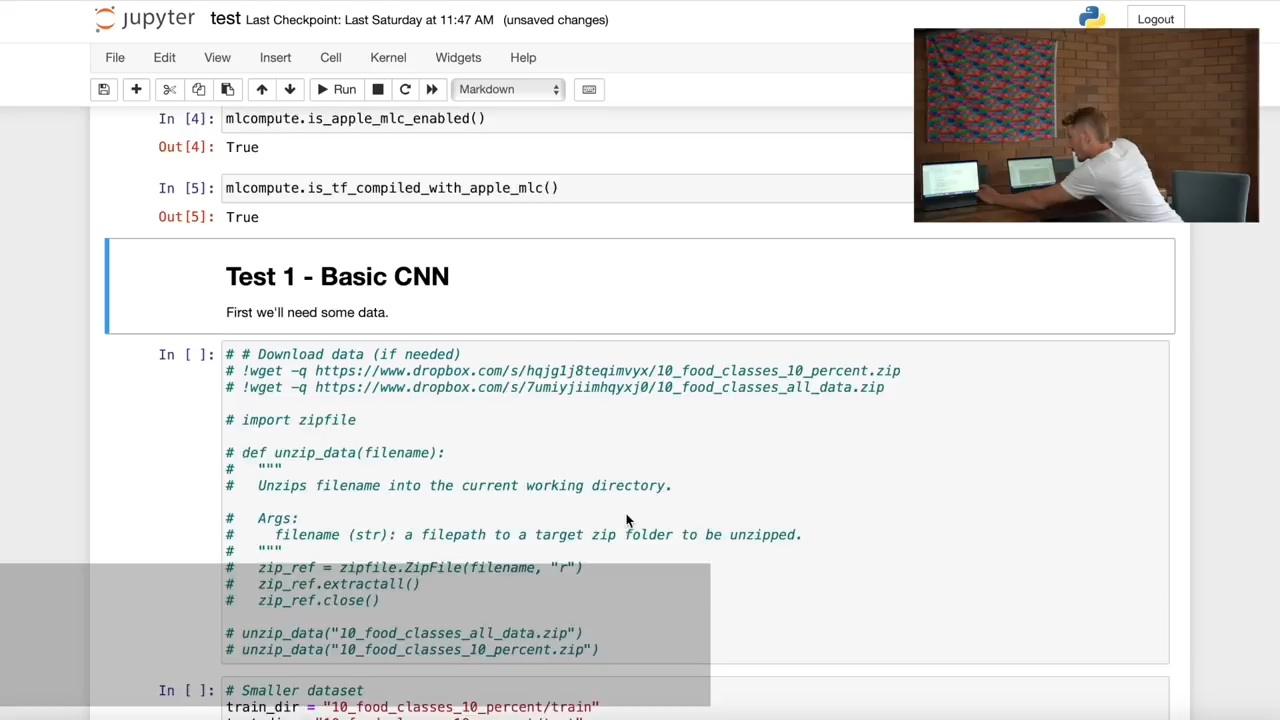 jupyter test Last Checkpoint: Last Saturday at 11:47 AM (unsaved changes)
Logout
File Edit View Insert Cell Kernel Widgets Help
Run Markdown
In [4]: mlcompute.is_apple_mlc_enabled()
Out[4]: True
In [5]: mlcompute.is_tf_compiled_with_apple_mlc()
Out[5]: True
Test 1 - Basic CNN
First we'll need some data.
In [ ]: # # Download data (if needed)
# !wget -q https://www.dropbox.com/s/hqjg1j8teqimvyx/10_food_classes_10_percent.zip
# !wget -q https://www.dropbox.com/s/7umiyjiimhqyxj0/10_food_classes_all_data.zip
# import zipfile
# def unzip_data(filename):
#   """
#   Unzips filename into the current working directory.
#   Args:
#     filename (str): a filepath to a target zip folder to be unzipped.
#   """
#   zip_ref = zipfile.ZipFile(filename, "r")
#   zip_ref.extractall()
#   zip_ref.close()
# unzip_data("10_food_classes_all_data.zip")
# unzip_data("10_food_classes_10_percent.zip")
In [ ]: # Smaller dataset
train_dir = "10_food_classes_10_percent/train"